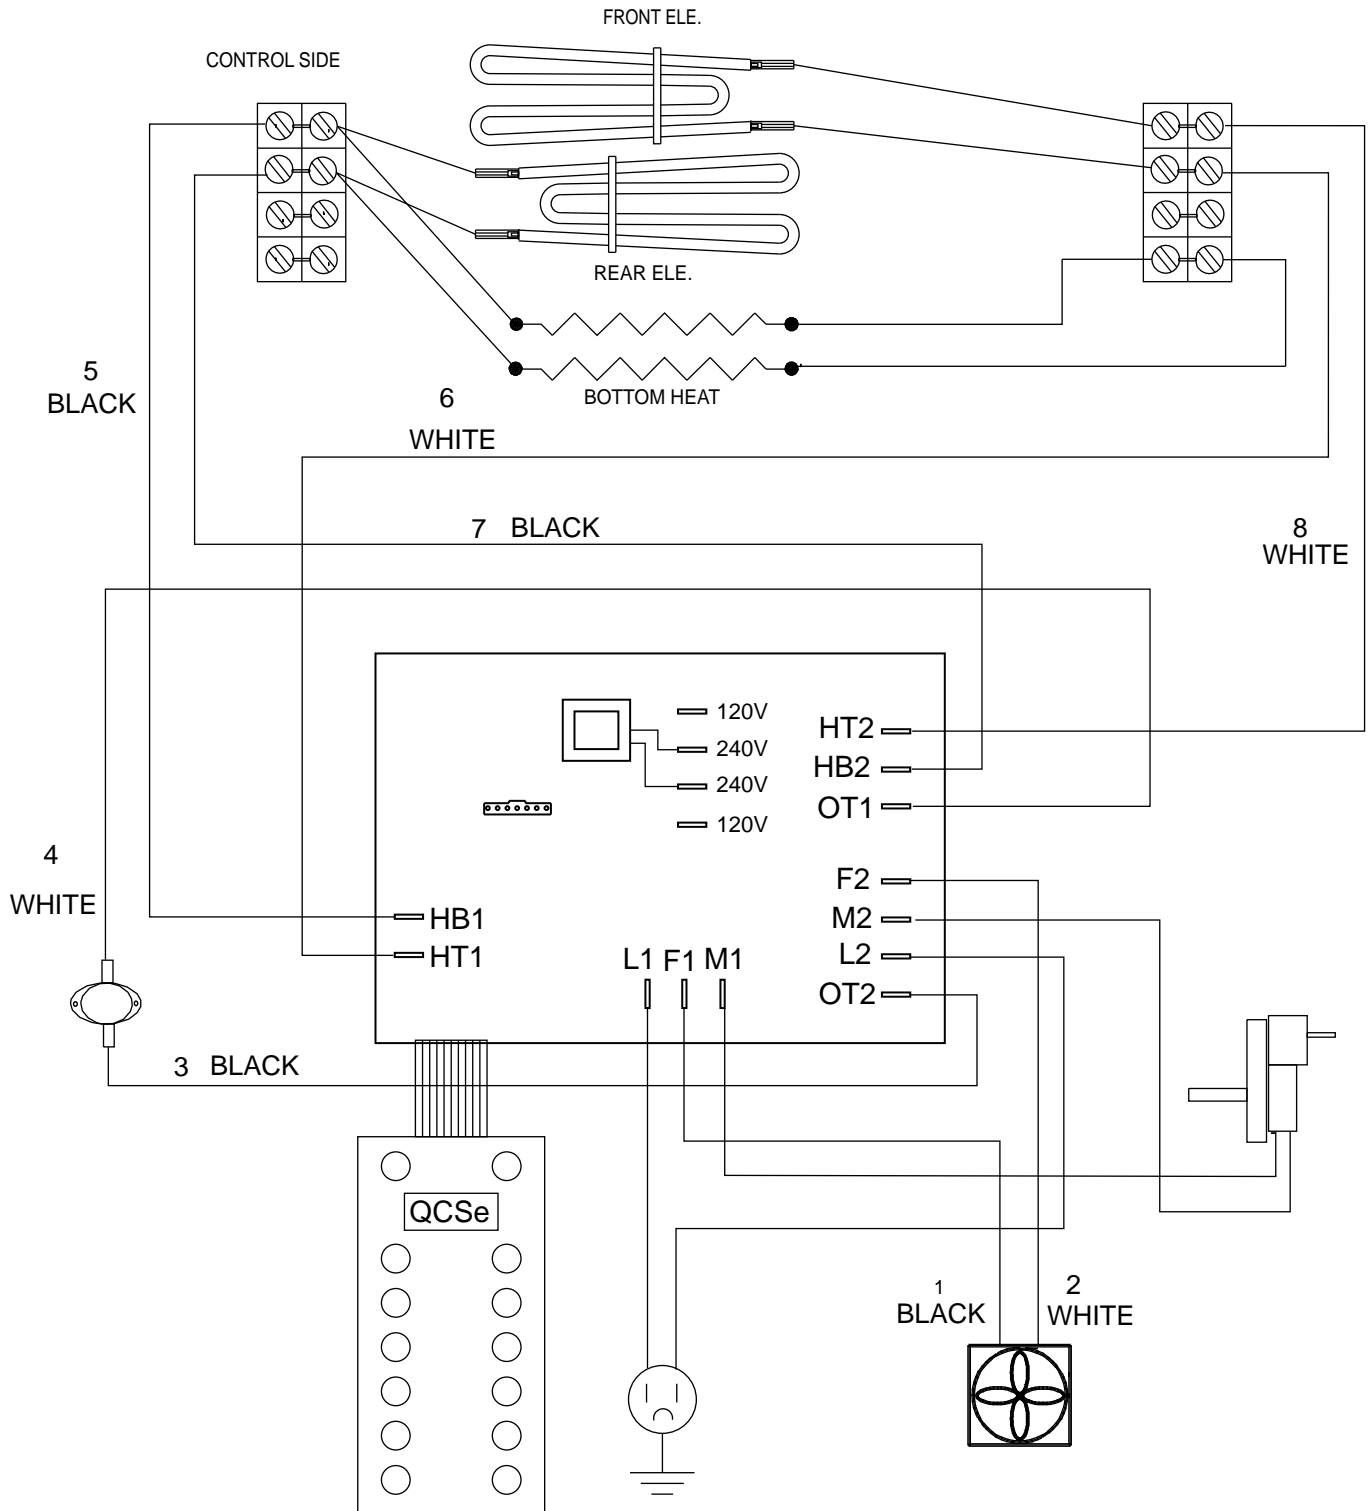 FRONT ELE.
CONTROL SIDE
REAR ELE.
5
BLACK
BOTTOM HEAT
6
WHITE
7 BLACK
8
WHITE
120V
HT2
240V
HB2
240V
OT1
120V
4
WHITE
F2
HB1
M2
HT1
L1 F1 M1
L2
OT2
3 BLACK
QCSe
1
BLACK
2
WHITE